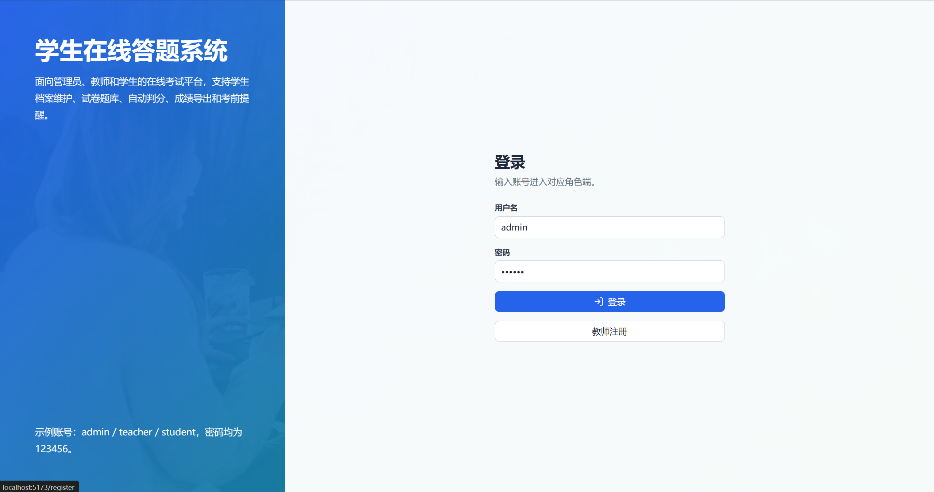 学生在线答题系统
面向管理员、教师和学生的在线考试平台，支持学生
档案维护、试卷题库、自动判分、成绩导出和考前提
醒。
登录
输入账号进入对应角色端。
用户名
admin
密码
••••••
登录
教师注册
示例账号：admin / teacher / student，密码均为
123456。
localhost:5173/register